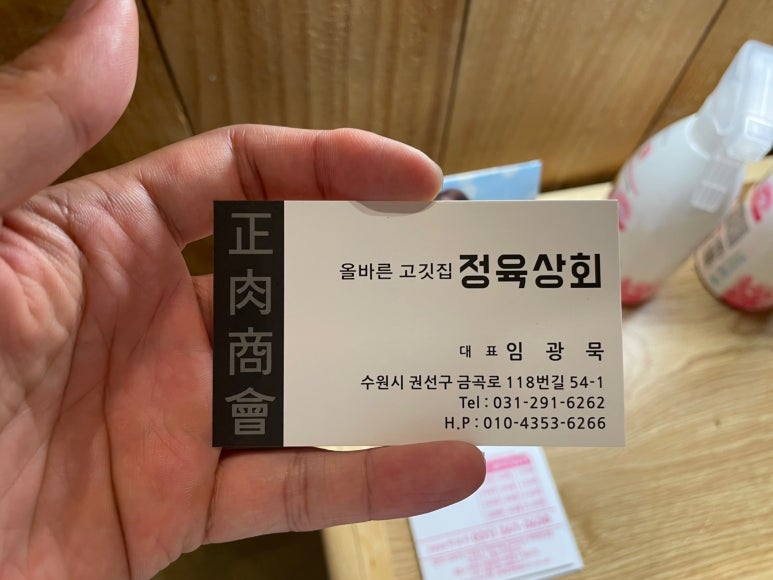 正肉商會
올바른 고깃집 정육상회
대 표 임 광 묵
수원시 권선구 금곡로 118번길 54-1
Tel : 031-291-6262
H.P : 010-4353-6266